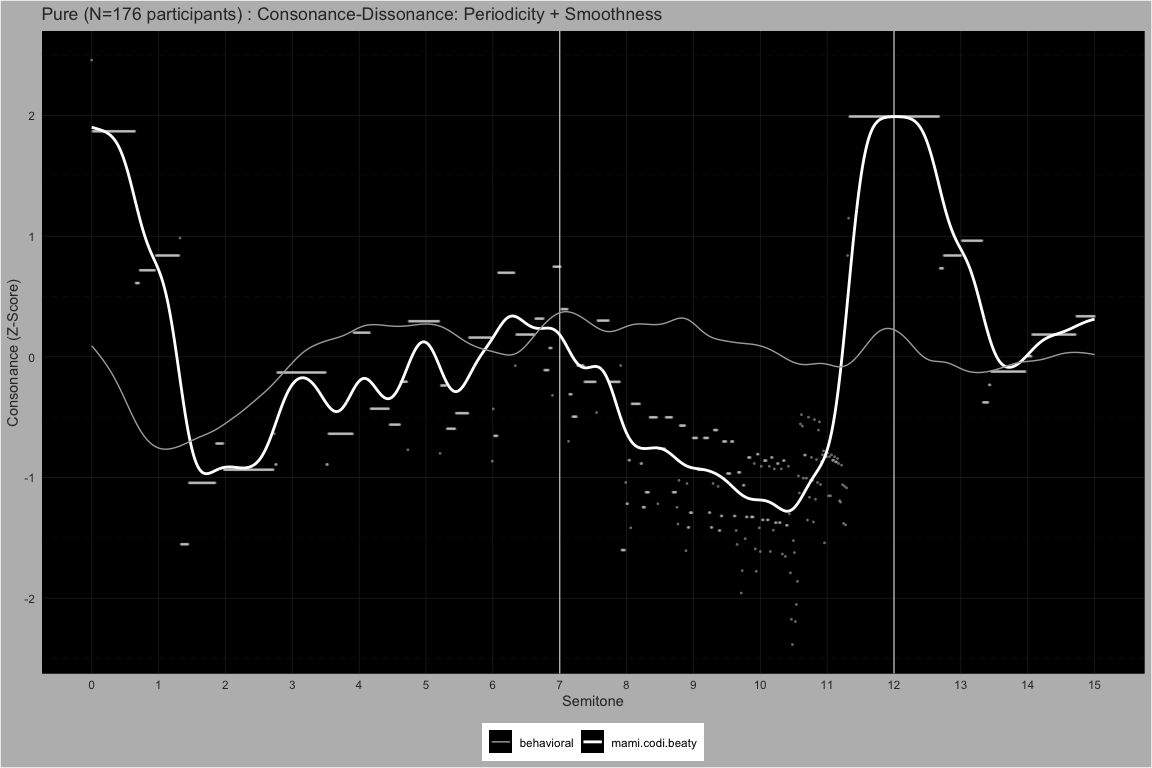 Pure (N=176 participants) : Consonance-Dissonance: Periodicity + Smoothness
Consonance (Z-Score)
2
1
0
-1
-2
0 1 2 3 4 5 6 7 8 9 10 11 12 13 14 15
Semitone
behavioral mami.codi.beaty